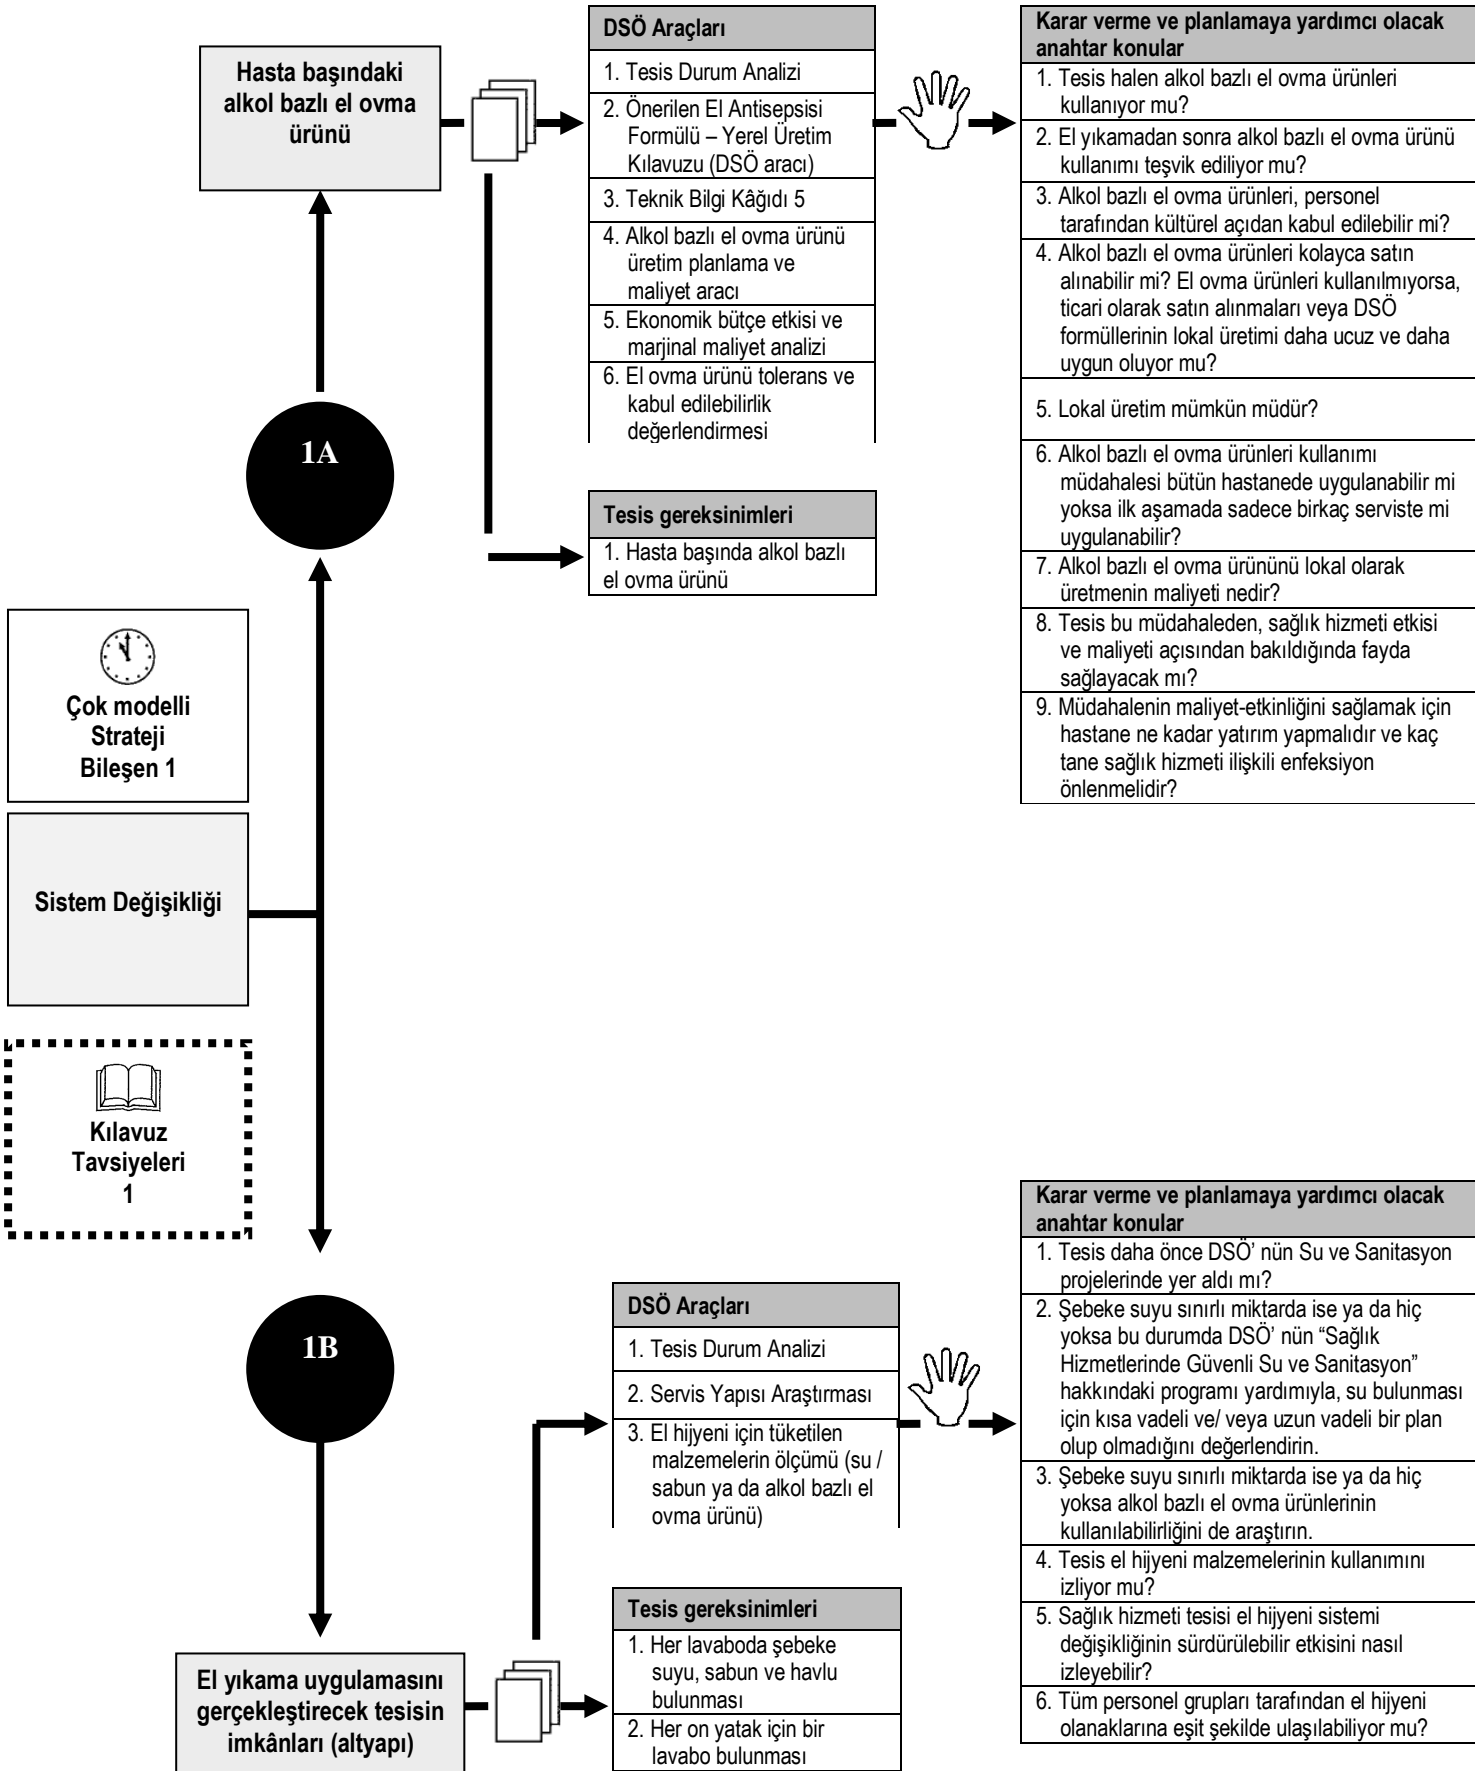 Hasta başındaki
alkol bazlı el ovma
ürünü
DSÖ Araçları
1. Tesis Durum Analizi
2. Önerilen El Antisepsisi
Formülü – Yerel Üretim
Kılavuzu (DSÖ aracı)
3. Teknik Bilgi Kâğıdı 5
4. Alkol bazlı el ovma ürünü
üretim planlama ve
maliyet aracı
5. Ekonomik bütçe etkisi ve
marjinal maliyet analizi
6. El ovma ürünü tolerans ve
kabul edilebilirlik
değerlendirmesi
Karar verme ve planlamaya yardımcı olacak
anahtar konular
1. Tesis halen alkol bazlı el ovma ürünleri
kullanıyor mu?
2. El yıkamadan sonra alkol bazlı el ovma ürünü
kullanımı teşvik ediliyor mu?
3. Alkol bazlı el ovma ürünleri, personel
tarafından kültürel açıdan kabul edilebilir mi?
4. Alkol bazlı el ovma ürünleri kolayca satın
alınabilir mi? El ovma ürünleri kullanılmıyorsa,
ticari olarak satın alınmaları veya DSÖ
formüllerinin lokal üretimi daha ucuz ve daha
uygun oluyor mu?
5. Lokal üretim mümkün müdür?
6. Alkol bazlı el ovma ürünleri kullanımı
müdahalesi bütün hastanede uygulanabilir mi
yoksa ilk aşamada sadece birkaç serviste mi
uygulanabilir?
7. Alkol bazlı el ovma ürününü lokal olarak
üretmenin maliyeti nedir?
8. Tesis bu müdahaleden, sağlık hizmeti etkisi
ve maliyeti açısından bakıldığında fayda
sağlayacak mı?
9. Müdahalenin maliyet-etkinliğini sağlamak için
hastane ne kadar yatırım yapmalıdır ve kaç
tane sağlık hizmeti ilişkili enfeksiyon
önlenmelidir?
1A
Tesis gereksinimleri
1. Hasta başında alkol bazlı
el ovma ürünü
Çok modelli
Strateji
Bileşen 1
Sistem Değişikliği
Kılavuz
Tavsiyeleri
1
1B
DSÖ Araçları
1. Tesis Durum Analizi
2. Servis Yapısı Araştırması
3. El hijyeni için tüketilen
malzemelerin ölçümü (su /
sabun ya da alkol bazlı el
ovma ürünü)
Karar verme ve planlamaya yardımcı olacak
anahtar konular
1. Tesis daha önce DSÖ’ nün Su ve Sanitasyon
projelerinde yer aldı mı?
2. Şebeke suyu sınırlı miktarda ise ya da hiç
yoksa bu durumda DSÖ’ nün “Sağlık
Hizmetlerinde Güvenli Su ve Sanitasyon”
hakkındaki programı yardımıyla, su bulunması
için kısa vadeli ve/ veya uzun vadeli bir plan
olup olmadığını değerlendirin.
3. Şebeke suyu sınırlı miktarda ise ya da hiç
yoksa alkol bazlı el ovma ürünlerinin
kullanılabilirliğini de araştırın.
4. Tesis el hijyeni malzemelerinin kullanımını
izliyor mu?
5. Sağlık hizmeti tesisi el hijyeni sistemi
değişikliğinin sürdürülebilir etkisini nasıl
izleyebilir?
6. Tüm personel grupları tarafından el hijyeni
olanaklarına eşit şekilde ulaşılabiliyor mu?
El yıkama uygulamasını
gerçekleştirecek tesisin
imkânları (altyapı)
Tesis gereksinimleri
1. Her lavaboda şebeke
suyu, sabun ve havlu
bulunması
2. Her on yatak için bir
lavabo bulunması